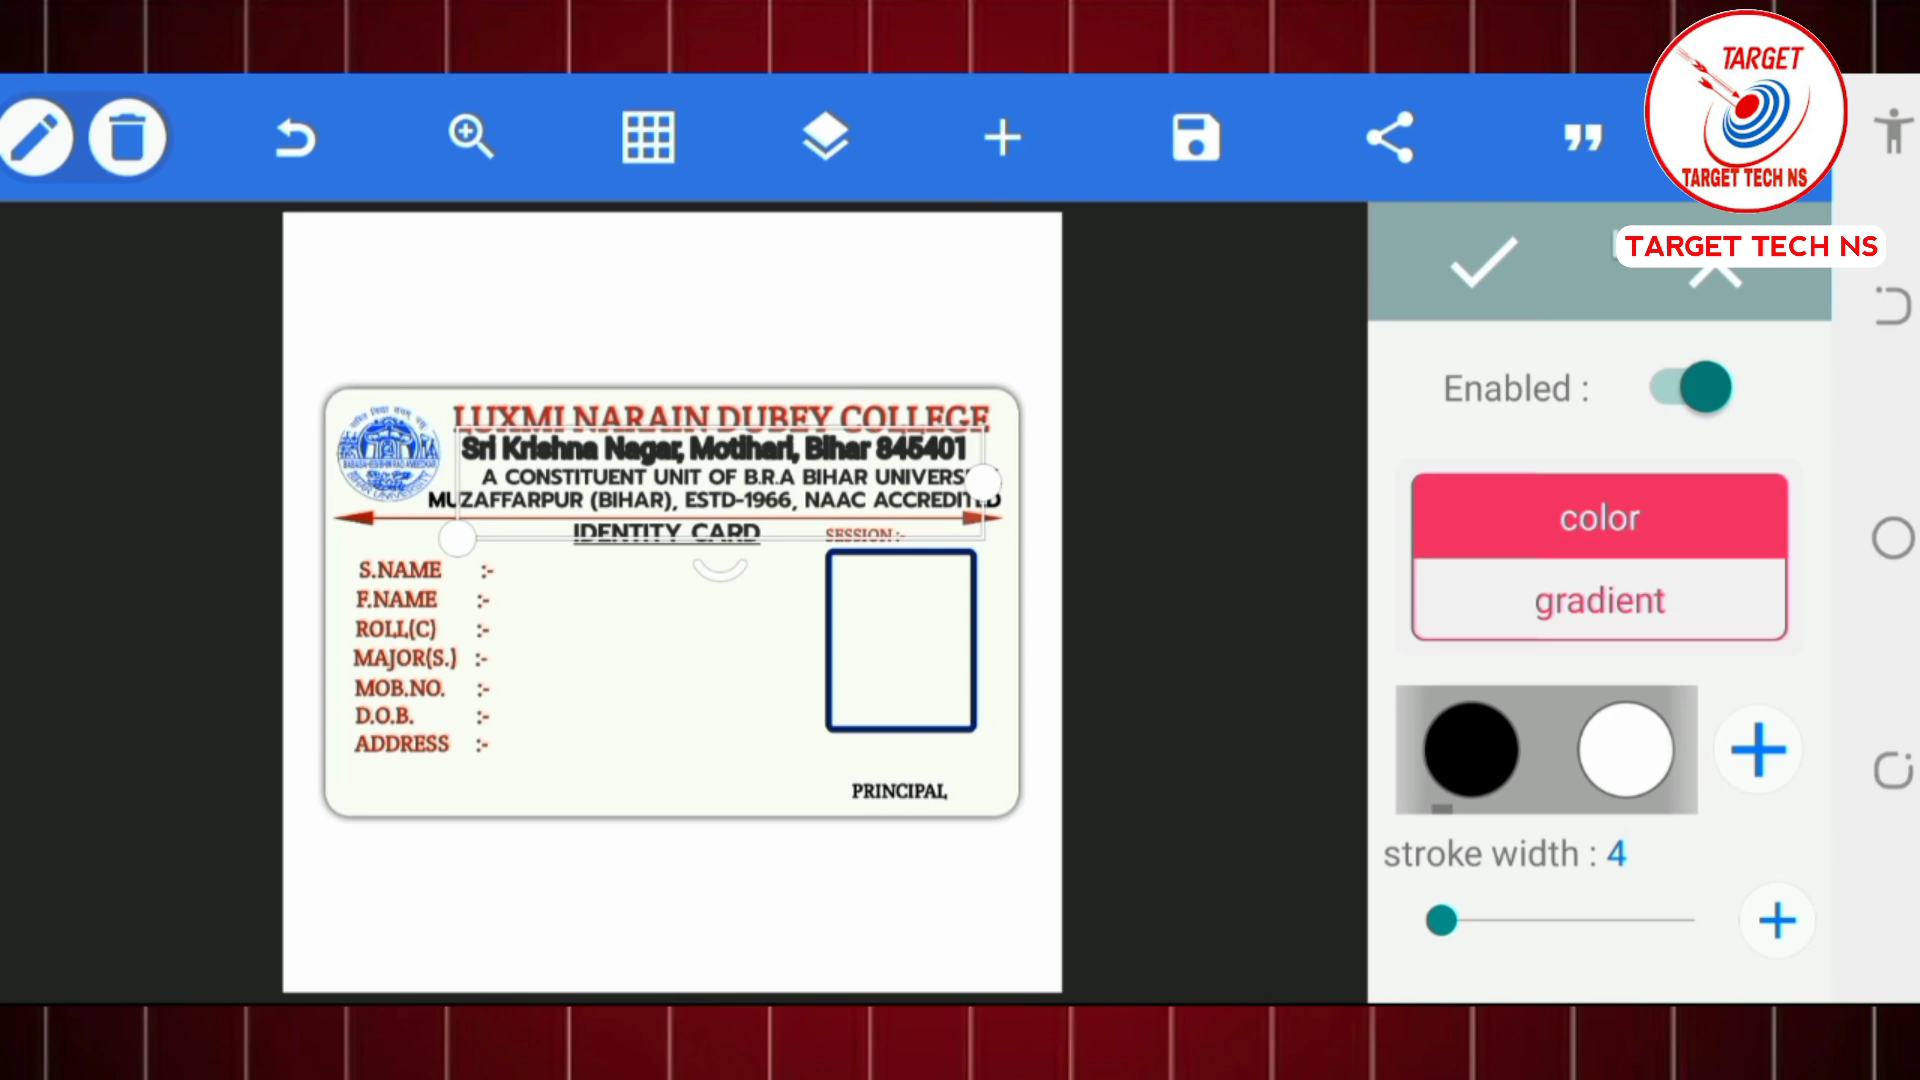 TARGET
TARGET TECH NS
TARGET TECH NS
Enabled :
color
gradient
stroke width : 4
LUXMI NARAIN DUBEY COLLEGE
Sri Krishna Nagar, Motihari, Bihar 845401
A CONSTITUENT UNIT OF B.R.A BIHAR
MUZAFFARPUR (BIHAR), ESTD-1966, NAAC ACCREDITED
IDENTITY CARD
SESSION:-
S.NAME :-
F.NAME :-
ROLL(C) :-
MAJOR(S.) :-
MOB.NO. :-
D.O.B. :-
ADDRESS :-
PRINCIPAL